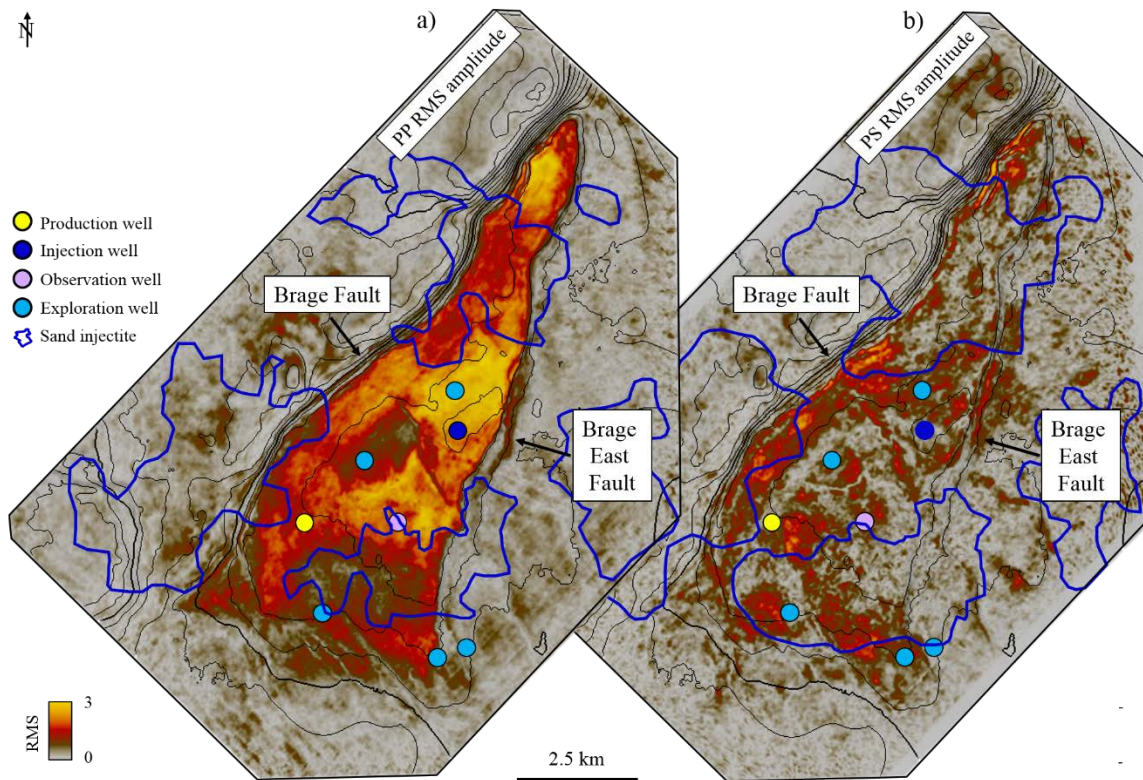 N
a)
b)
PP RMS amplitude
PS RMS amplitude
Production well
Injection well
Observation well
Exploration well
Sand injectite
Brage Fault
Brage Fault
Brage
East
Fault
Brage
East
Fault
RMS
3
0
2.5 km